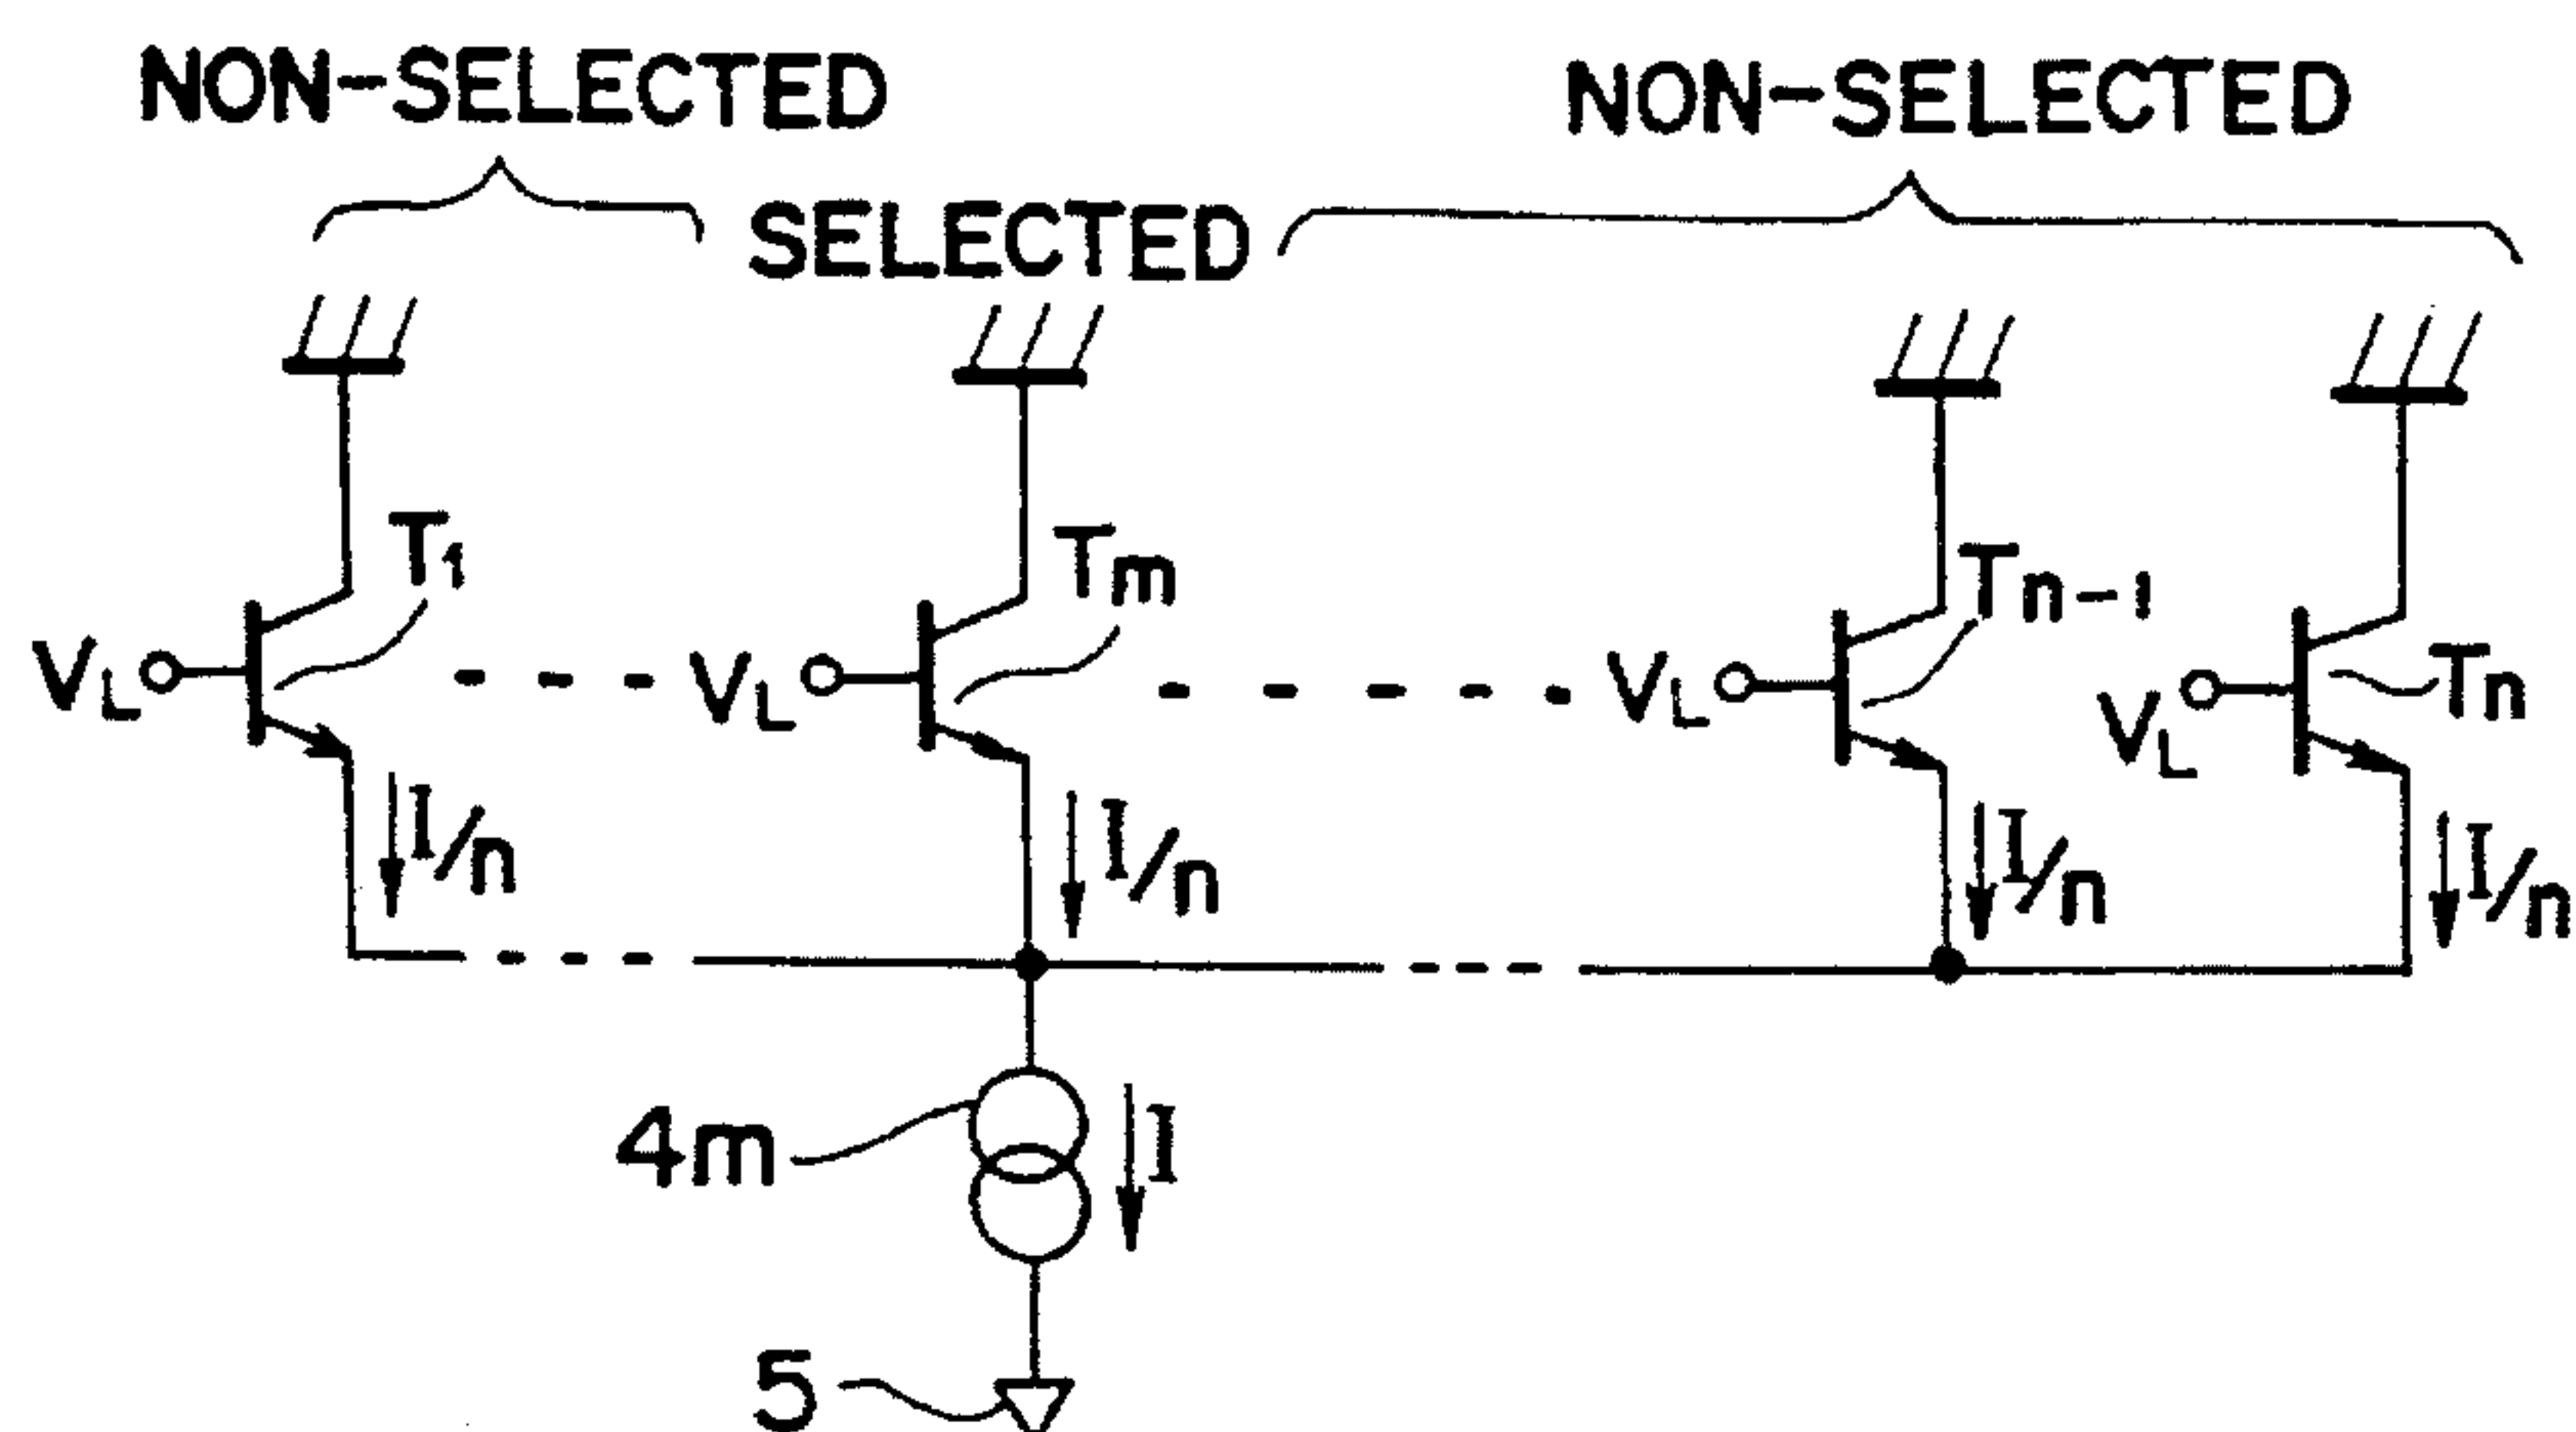 NON-SELECTED
NON-SELECTED
SELECTED
T1
Tm
Tn-1
Tn
VL
VL
VL
VL
I/n
I/n
I/n
I/n
4m
I
5